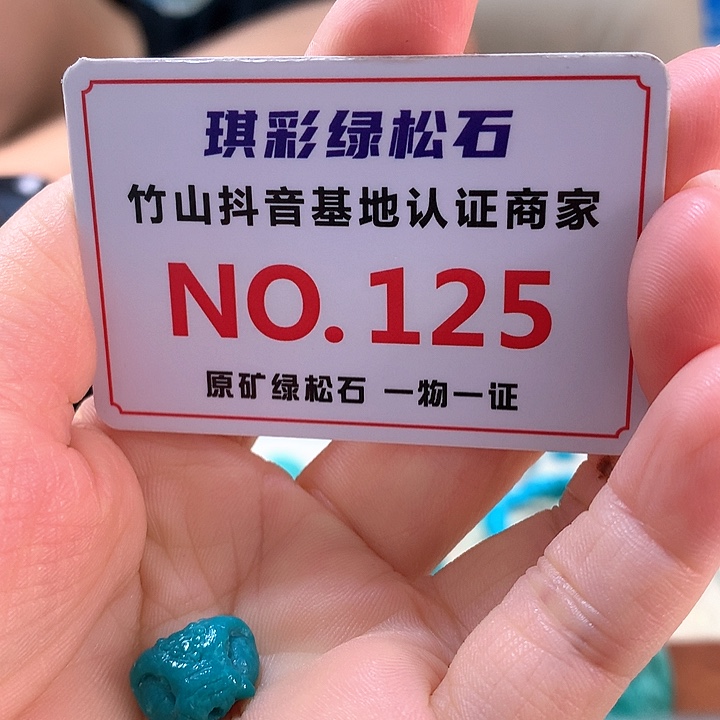 琪彩绿松石
竹山抖音基地认证商家
NO.125
原矿绿松石 一物一证